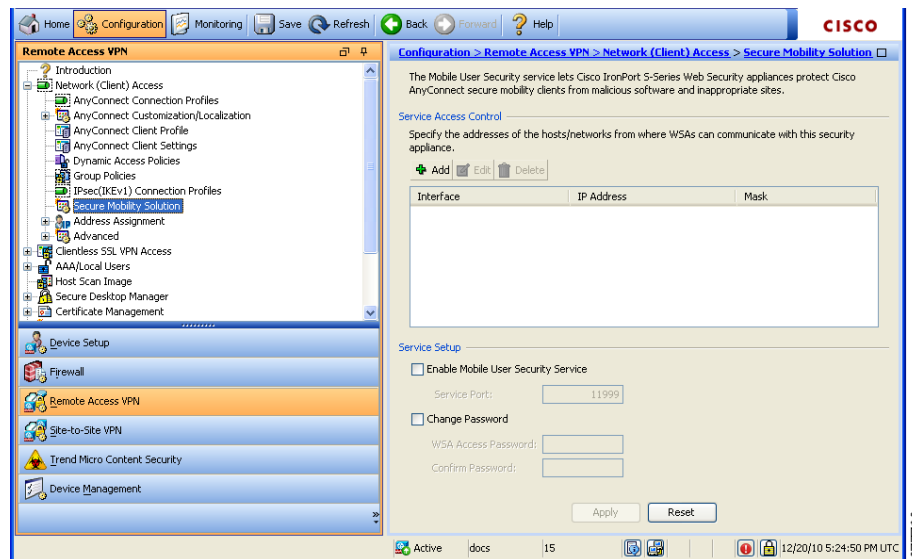 Home Configuration Monitoring Save Refresh Back Forward Help
CISCO
Remote Access VPN
Introduction
Network (Client) Access
AnyConnect Connection Profiles
AnyConnect Customization/Localization
AnyConnect Client Profile
AnyConnect Client Settings
Dynamic Access Policies
Group Policies
IPsec(IKEv1) Connection Profiles
Secure Mobility Solution
Address Assignment
Advanced
Clientless SSL VPN Access
AAA/Local Users
Host Scan Image
Secure Desktop Manager
Certificate Management
Device Setup
Firewall
Remote Access VPN
Site-to-Site VPN
Trend Micro Content Security
Device Management
Configuration > Remote Access VPN > Network (Client) Access > Secure Mobility Solution
The Mobile User Security service lets Cisco IronPort S-Series Web Security appliances protect Cisco
AnyConnect secure mobility clients from malicious software and inappropriate sites.
Service Access Control
Specify the addresses of the hosts/networks from where WSAs can communicate with this security
appliance.
Add Edit Delete
Interface IP Address Mask
Service Setup
Enable Mobile User Security Service
Service Port: 11999
Change Password
WSA Access Password:
Confirm Password:
Apply Reset
Active docs 15 12/20/10 5:24:50 PM UTC